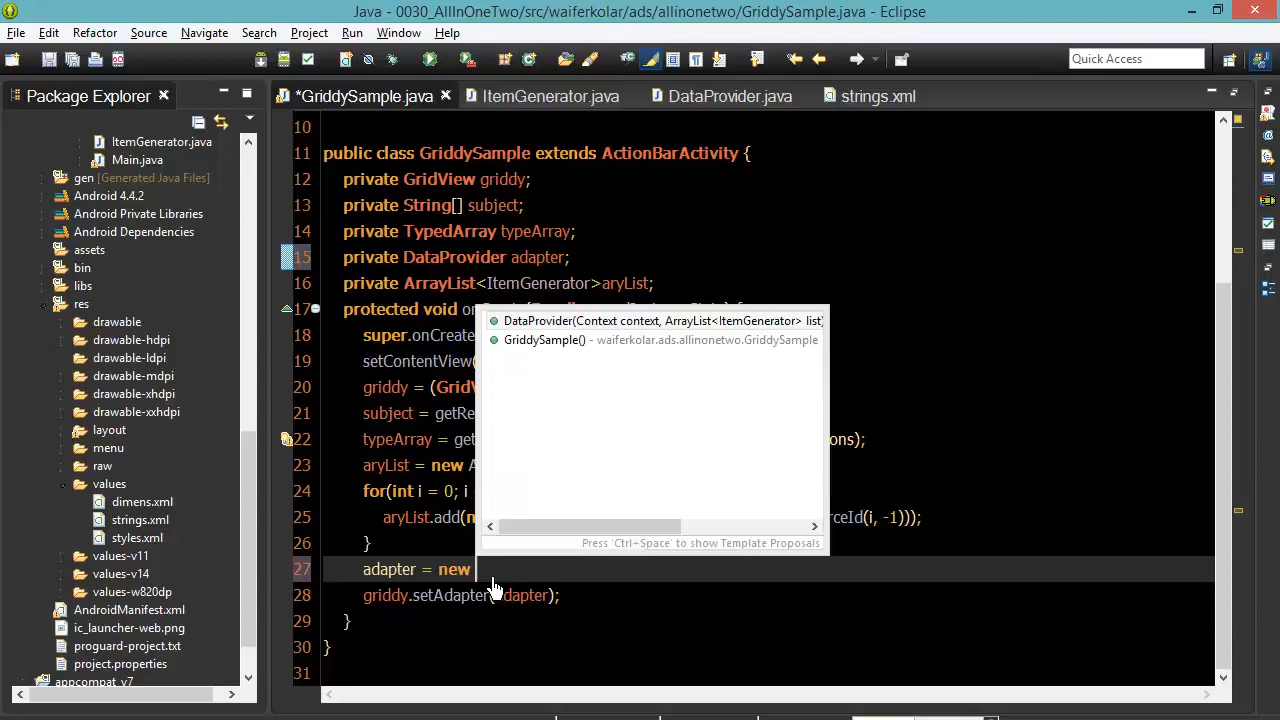 Java - 0030_AllInOneTwo/src/waiferkolar/ads/allinonetwo/GriddySample.java - Eclipse
File Edit Refactor Source Navigate Search Project Run Window Help
Quick Access
Package Explorer
*GriddySample.java ItemGenerator.java DataProvider.java strings.xml
ItemGenerator.java
Main.java
gen [Generated Java Files]
Android 4.4.2
Android Private Libraries
Android Dependencies
assets
bin
libs
res
drawable
drawable-hdpi
drawable-ldpi
drawable-mdpi
drawable-xhdpi
drawable-xxhdpi
layout
menu
raw
values
dimens.xml
strings.xml
styles.xml
values-v11
values-v14
values-w820dp
AndroidManifest.xml
ic_launcher-web.png
proguard-project.txt
project.properties
appcompat_v7
10
11 public class GriddySample extends ActionBarActivity {
12 private GridView griddy;
13 private String[] subject;
14 private TypedArray typeArray;
15 private DataProvider adapter;
16 private ArrayList<ItemGenerator>aryList;
17 protected void
18 super.onCreate
19 setContentView(
20 griddy = (GridV
21 subject = getRe
22 typeArray = get ons);
23 aryList = new A
24 for(int i = 0; i
25 aryList.add(n rceId(i, -1)));
26 }
27 adapter = new
28 griddy.setAdapter(adapter);
29 }
30 }
31
DataProvider(Context context, ArrayList<ItemGenerator> list)
GriddySample() - waiferkolar.ads.allinonetwo.GriddySample
Press 'Ctrl+Space' to show Template Proposals